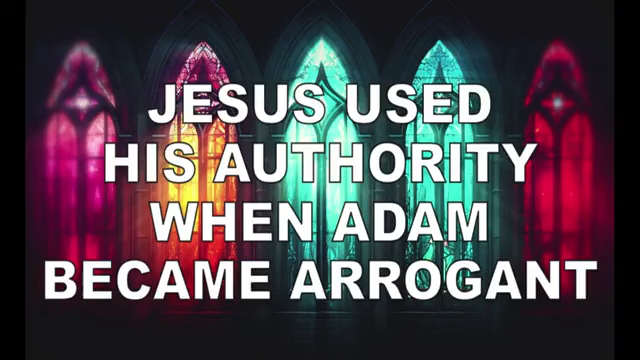 JESUS USED
HIS AUTHORITY
WHEN ADAM
BECAME ARROGANT